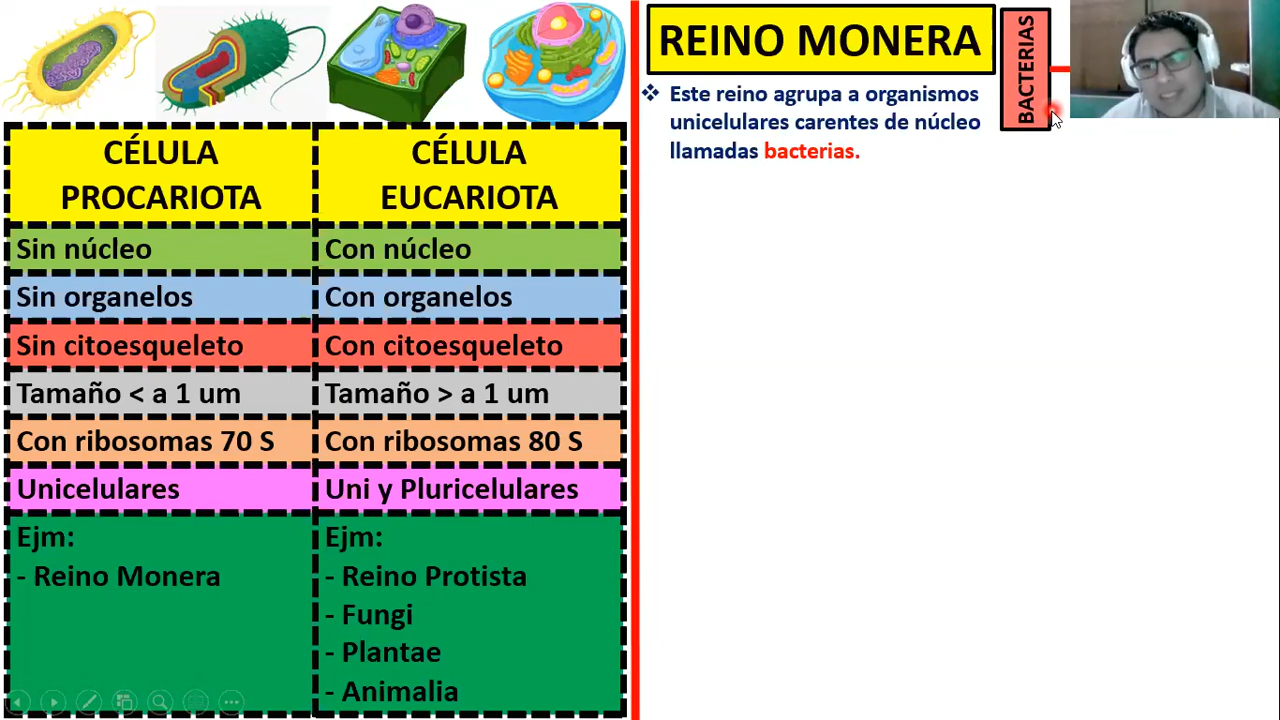 CÉLULA
PROCARIOTA
CÉLULA
EUCARIOTA
Sin núcleo
Con núcleo
Sin organelos
Con organelos
Sin citoesqueleto
Con citoesqueleto
Tamaño < a 1 um
Tamaño > a 1 um
Con ribosomas 70 S
Con ribosomas 80 S
Unicelulares
Uni y Pluricelulares
Ejm:
- Reino Monera
Ejm:
- Reino Protista
- Fungi
- Plantae
- Animalia
REINO MONERA
❖ Este reino agrupa a organismos
unicelulares carentes de núcleo
llamadas bacterias.
BACTERIAS